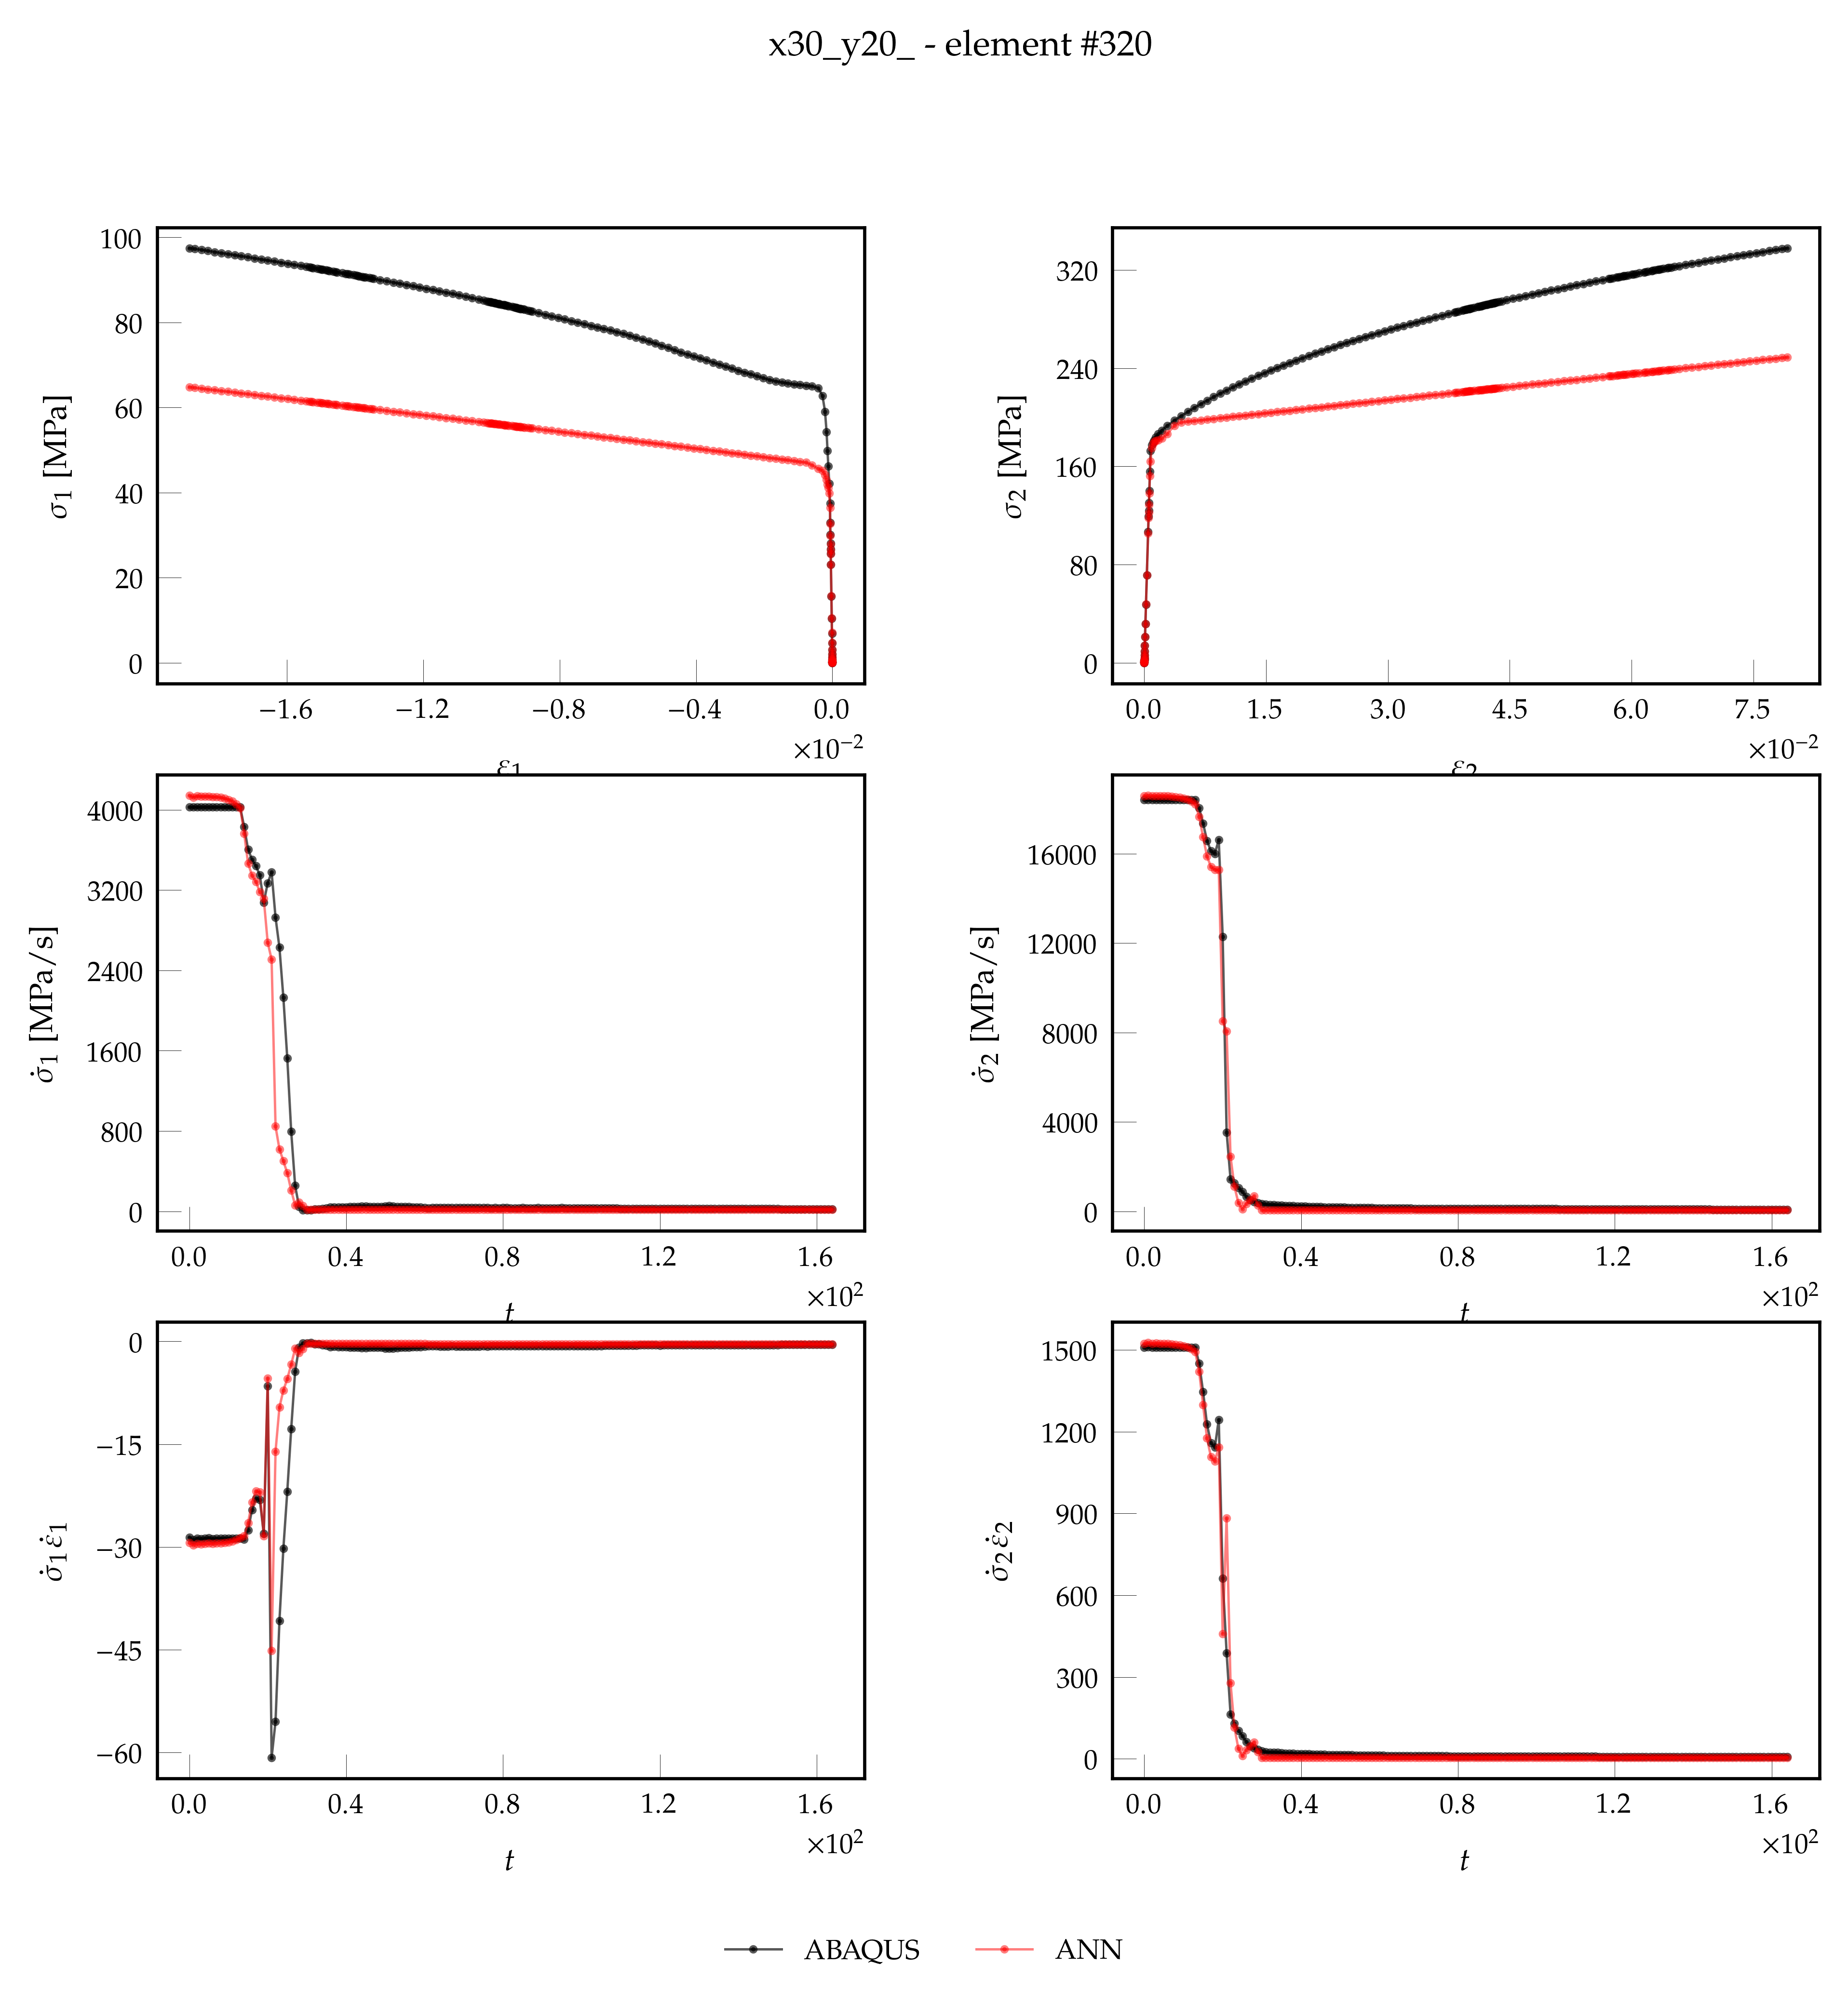 x30_y20_ - element #320
σ₁ [MPa]
100
80
60
40
20
0
−1.6 −1.2 −0.8 −0.4 0.0
×10⁻²
ε₁
σ₂ [MPa]
320
240
160
80
0
0.0 1.5 3.0 4.5 6.0 7.5
×10⁻²
ε₂
σ̇₁ [MPa/s]
4000
3200
2400
1600
800
0
0.0 0.4 0.8 1.2 1.6
×10²
t
σ̇₂ [MPa/s]
16000
12000
8000
4000
0
0.0 0.4 0.8 1.2 1.6
×10²
t
σ̇₁ε̇₁
0
−15
−30
−45
−60
0.0 0.4 0.8 1.2 1.6
×10²
t
σ̇₂ε̇₂
1500
1200
900
600
300
0
0.0 0.4 0.8 1.2 1.6
×10²
t
ABAQUS ANN